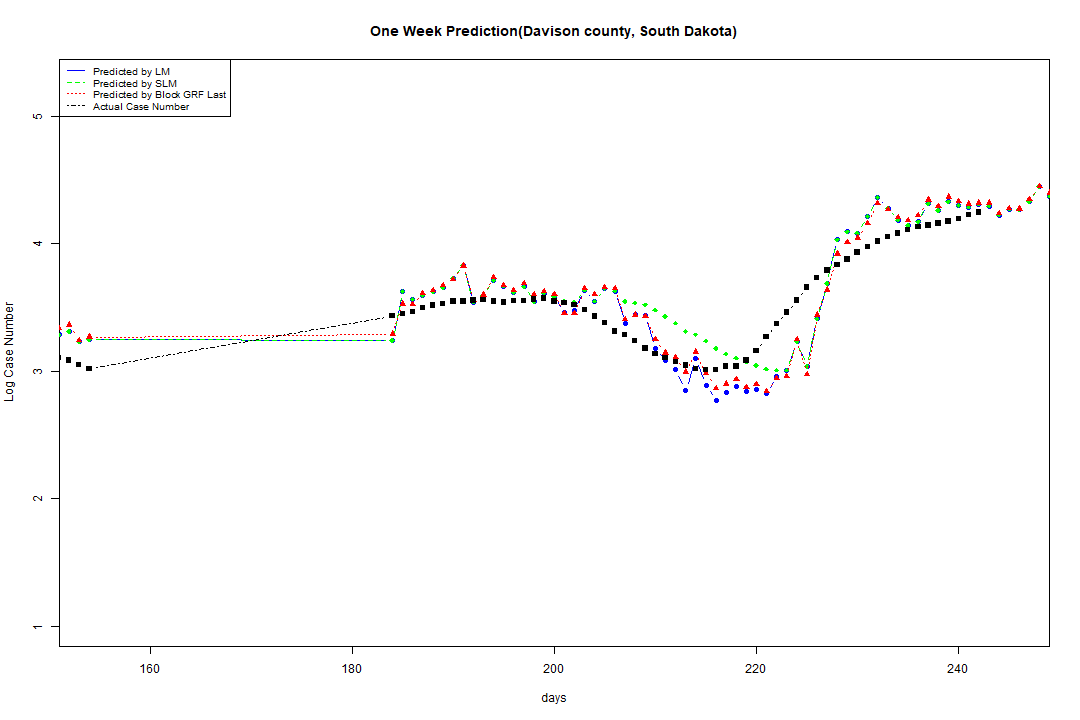 One Week Prediction(Davison county, South Dakota)
Predicted by LM
Predicted by SLM
Predicted by Block GRF Last
Actual Case Number
5
4
3
2
1
Log Case Number
160 180 200 220 240
days